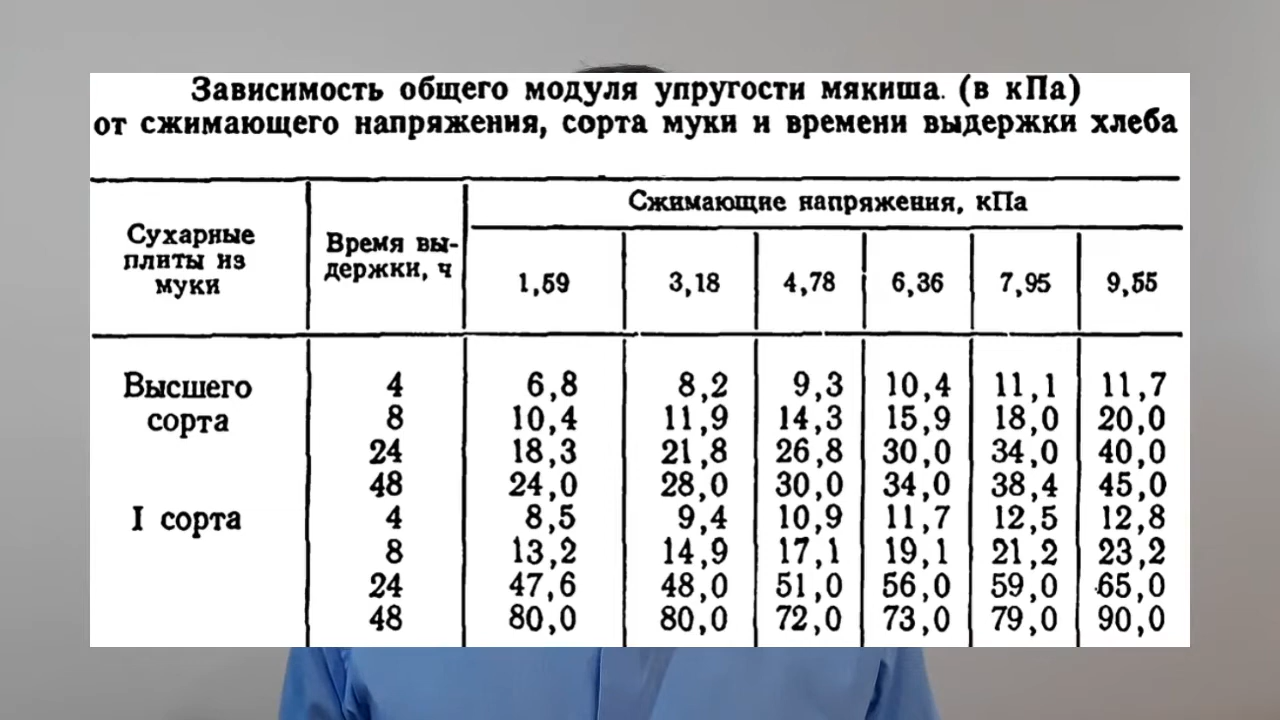 Зависимость общего модуля упругости мякиша. (в кПа)
от сжимающего напряжения, сорта муки и времени выдержки хлеба
Сухарные плиты из муки
Время вы-
держки, ч
Сжимающие напряжения, кПа
1,59 3,18 4,78 6,36 7,95 9,55
Высшего 4 6,8 8,2 9,3 10,4 11,1 11,7
сорта 8 10,4 11,9 14,3 15,9 18,0 20,0
24 18,3 21,8 26,8 30,0 34,0 40,0
48 24,0 28,0 30,0 34,0 38,4 45,0
I сорта 4 8,5 9,4 10,9 11,7 12,5 12,8
8 13,2 14,9 17,1 19,1 21,2 23,2
24 47,6 48,0 51,0 56,0 59,0 65,0
48 80,0 80,0 72,0 73,0 79,0 90,0